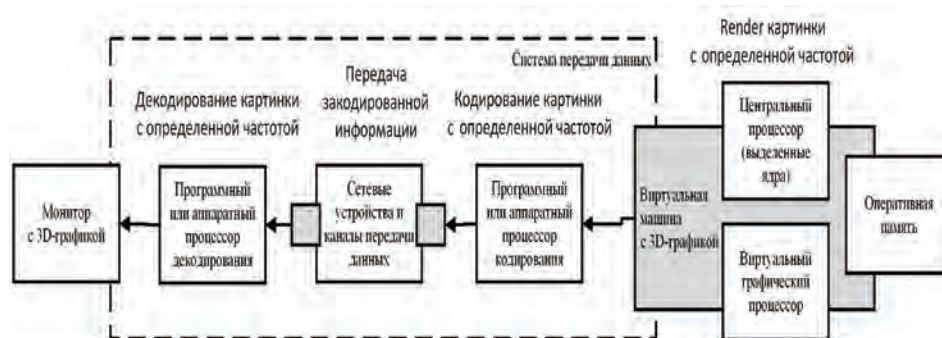 Render картинки
с определенной частотой
Система передачи данных
Передача
закодированной
информации
Декодирование картинки
с определенной частотой
Кодирование картинки
с определенной частотой
Центральный
процессор
(выделенные
ядра)
Монитор
с 3D-графикой
Программный
или аппаратный
процессор
декодирования
Сетевые
устройства и
каналы передачи
данных
Программный
или аппаратный
процессор
кодирования
Виртуальная
машина
с 3D-графикой
Оперативная
память
Виртуальный
графический
процессор